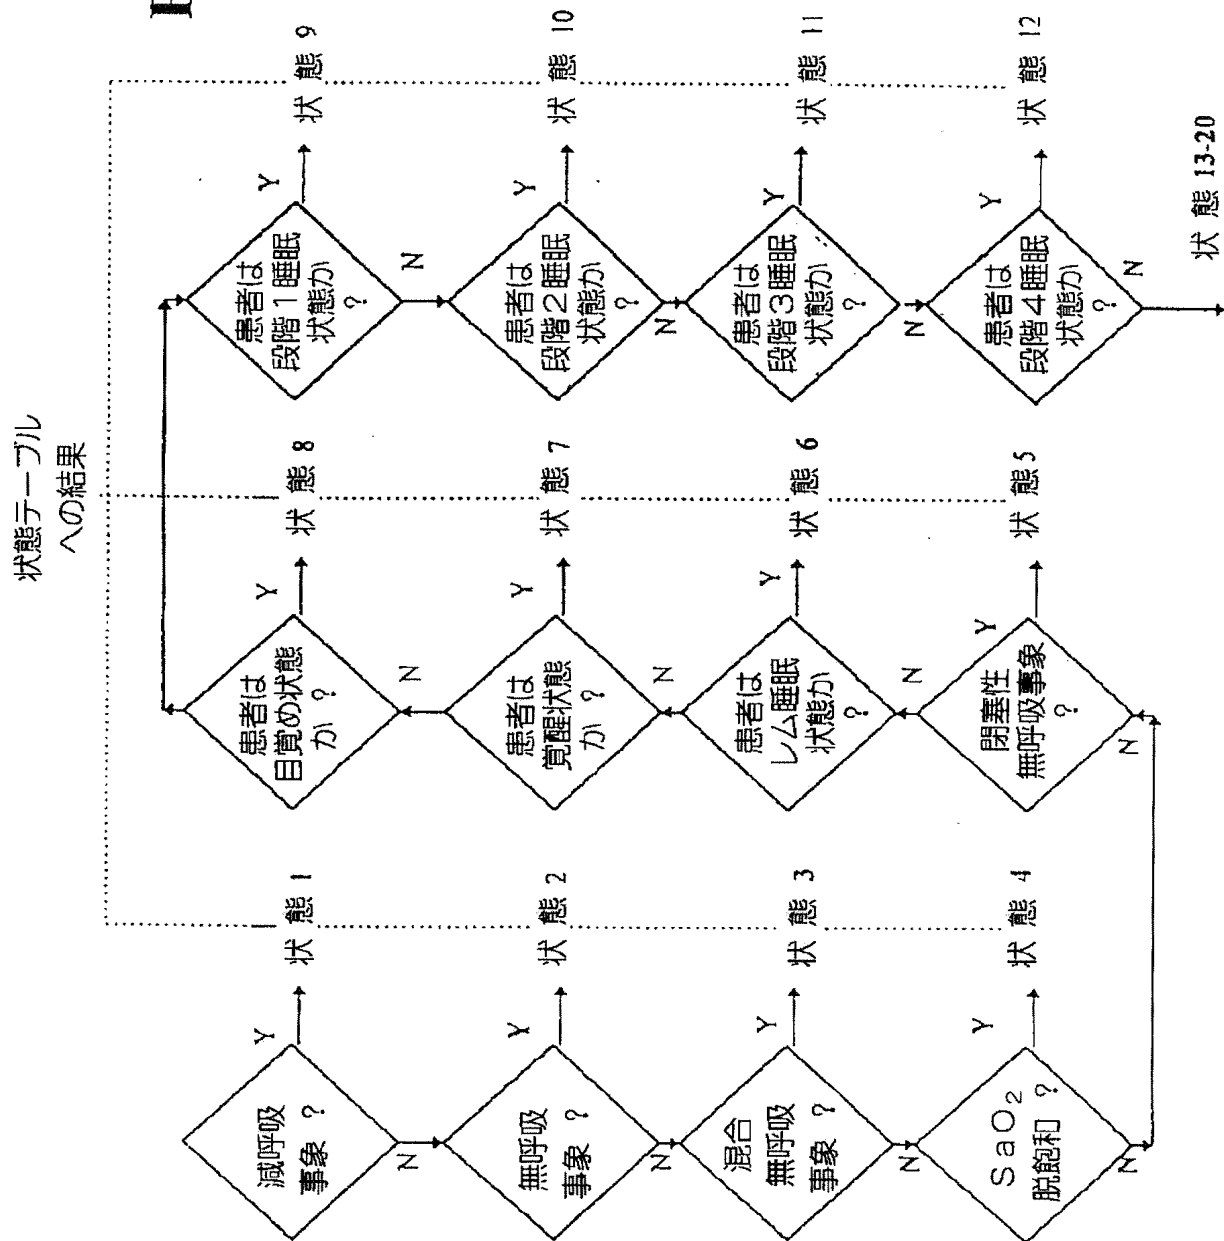 状態テーブル
への結果
減呼吸
事象 ?
Y
状態 1
N
無呼吸
事象 ?
Y
状態 2
N
混合
無呼吸
事象 ?
Y
状態 3
N
SaO2
脱飽和 ?
Y
状態 4
N
閉塞性
無呼吸事象
?
Y
状態 5
N
N
患者は
レム睡眠
状態か
?
Y
状態 6
N
患者は
覚醒状態
か ?
Y
状態 7
N
患者は
目覚め状態
か ?
Y
状態 8
患者は
段階1睡眠
状態か
?
Y
状態 9
N
患者は
段階2睡眠
状態か
?
Y
状態 10
N
患者は
段階3睡眠
状態か
?
Y
状態 11
N
患者は
段階4睡眠
状態か
?
Y
状態 12
N
状態 13-20